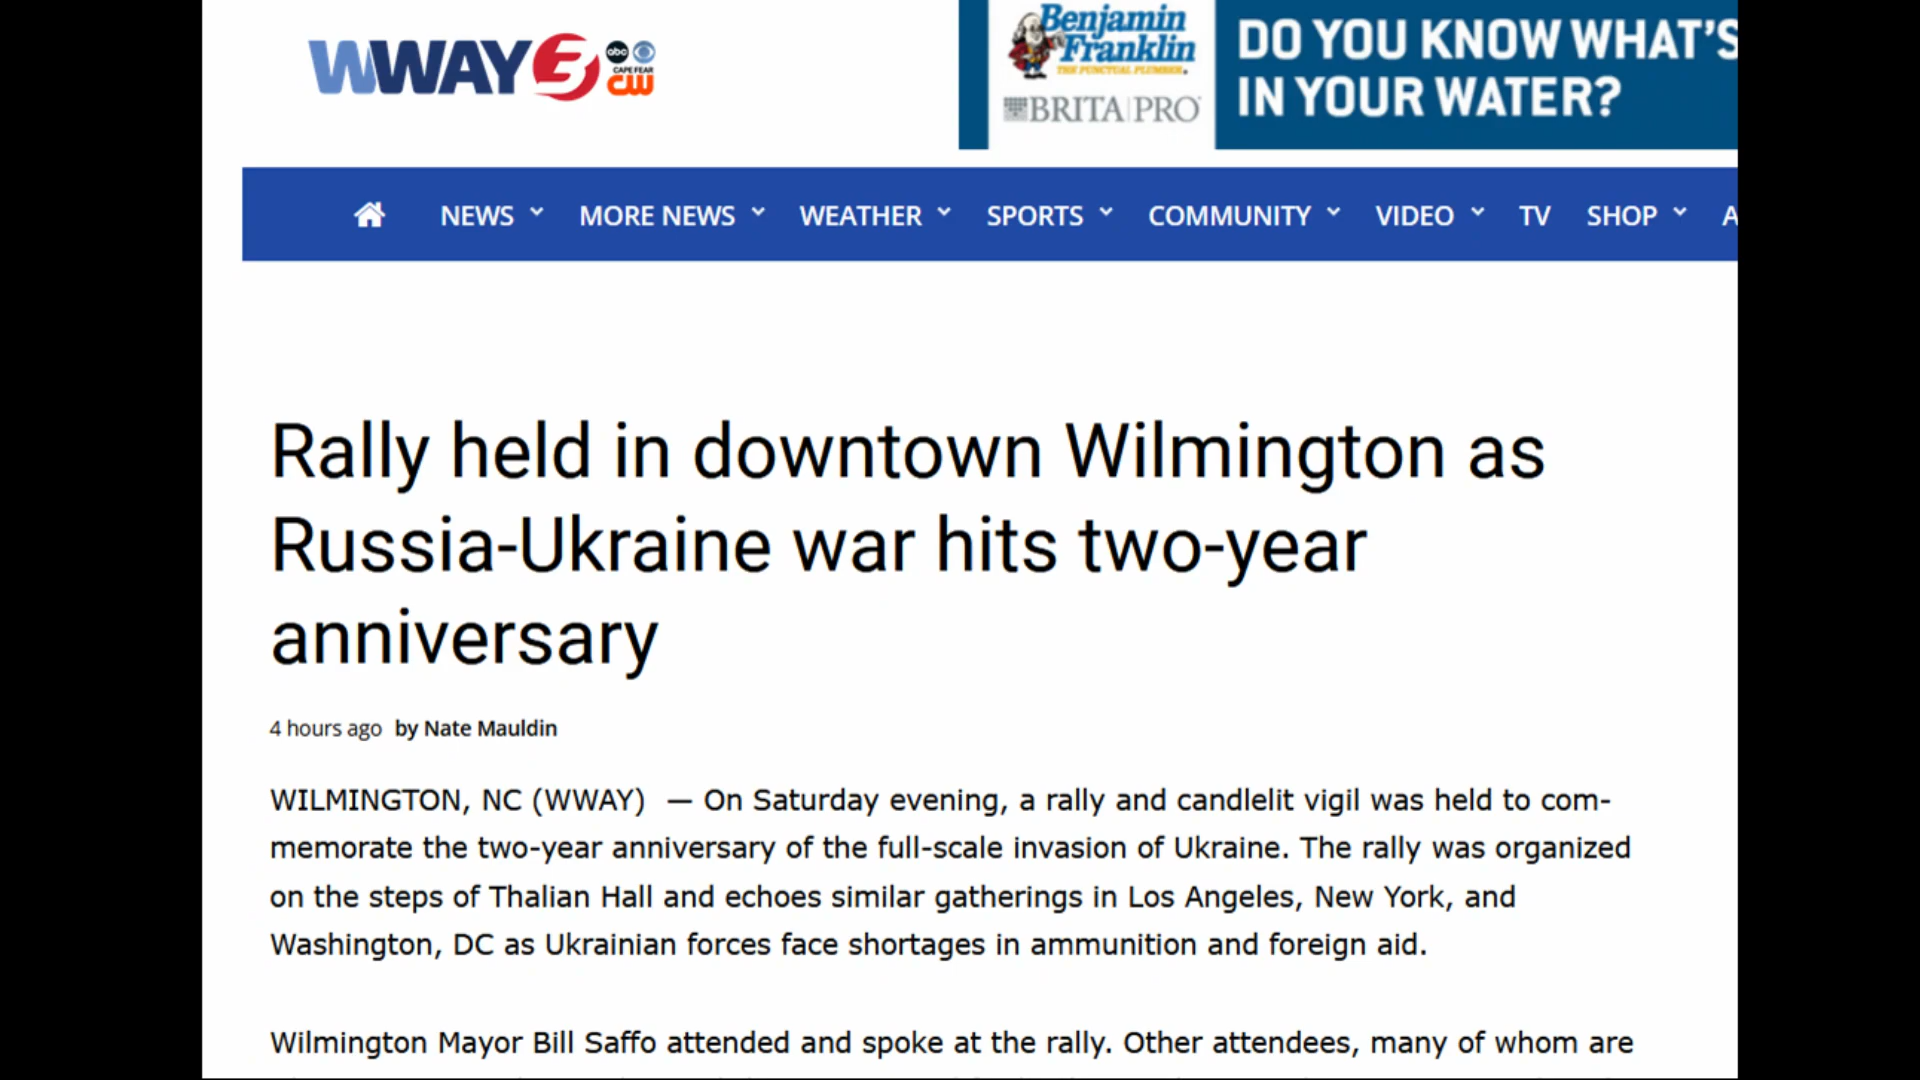 WWAY3 abc
CAPE FEAR
CW
Benjamin
Franklin
THE PUNCTUAL PLUMBER.
BRITA|PRO
DO YOU KNOW WHAT'S
IN YOUR WATER?
NEWS MORE NEWS WEATHER SPORTS COMMUNITY VIDEO TV SHOP A
Rally held in downtown Wilmington as
Russia-Ukraine war hits two-year
anniversary
4 hours ago by Nate Mauldin
WILMINGTON, NC (WWAY) — On Saturday evening, a rally and candlelit vigil was held to com-
memorate the two-year anniversary of the full-scale invasion of Ukraine. The rally was organized
on the steps of Thalian Hall and echoes similar gatherings in Los Angeles, New York, and
Washington, DC as Ukrainian forces face shortages in ammunition and foreign aid.
Wilmington Mayor Bill Saffo attended and spoke at the rally. Other attendees, many of whom are